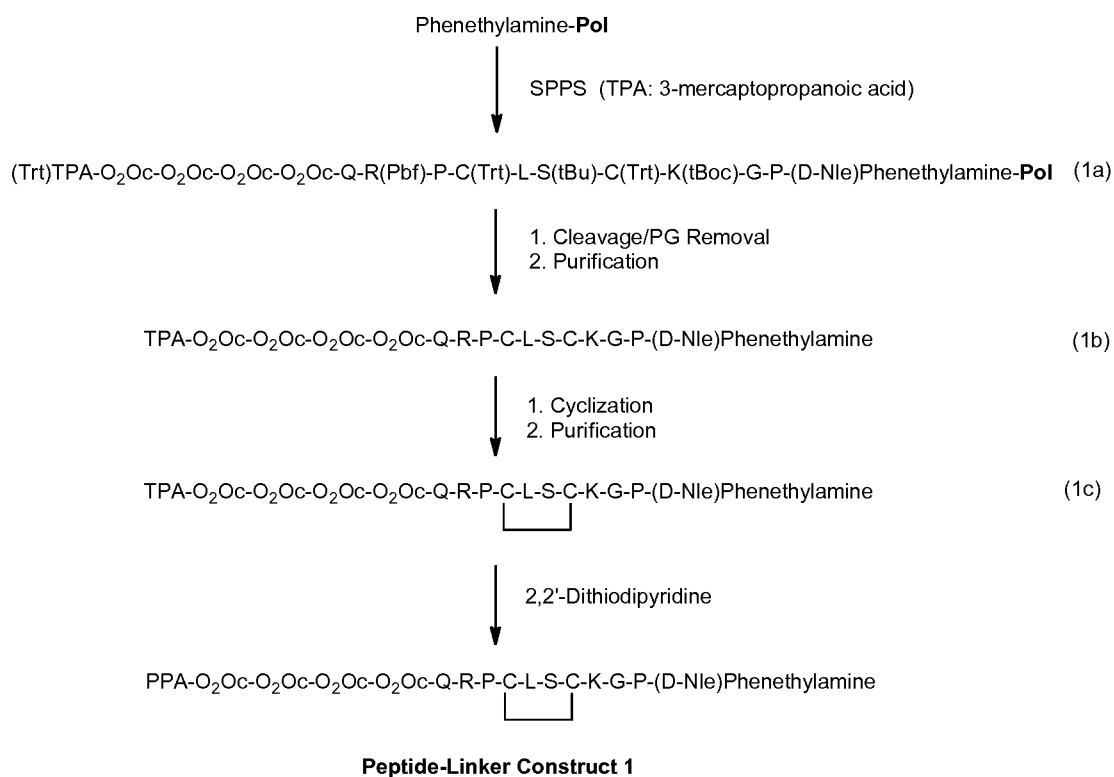 Phenethylamine-Pol
SPPS (TPA: 3-mercaptopropanoic acid)
(Trt)TPA-O₂Oc-O₂Oc-O₂Oc-O₂Oc-Q-R(Pbf)-P-C(Trt)-L-S(tBu)-C(Trt)-K(tBoc)-G-P-(D-Nle)Phenethylamine-Pol (1a)
1. Cleavage/PG Removal
2. Purification
TPA-O₂Oc-O₂Oc-O₂Oc-O₂Oc-Q-R-P-C-L-S-C-K-G-P-(D-Nle)Phenethylamine (1b)
1. Cyclization
2. Purification
TPA-O₂Oc-O₂Oc-O₂Oc-O₂Oc-Q-R-P-C-L-S-C-K-G-P-(D-Nle)Phenethylamine (1c)
2,2'-Dithiodipyridine
PPA-O₂Oc-O₂Oc-O₂Oc-O₂Oc-Q-R-P-C-L-S-C-K-G-P-(D-Nle)Phenethylamine
Peptide-Linker Construct 1